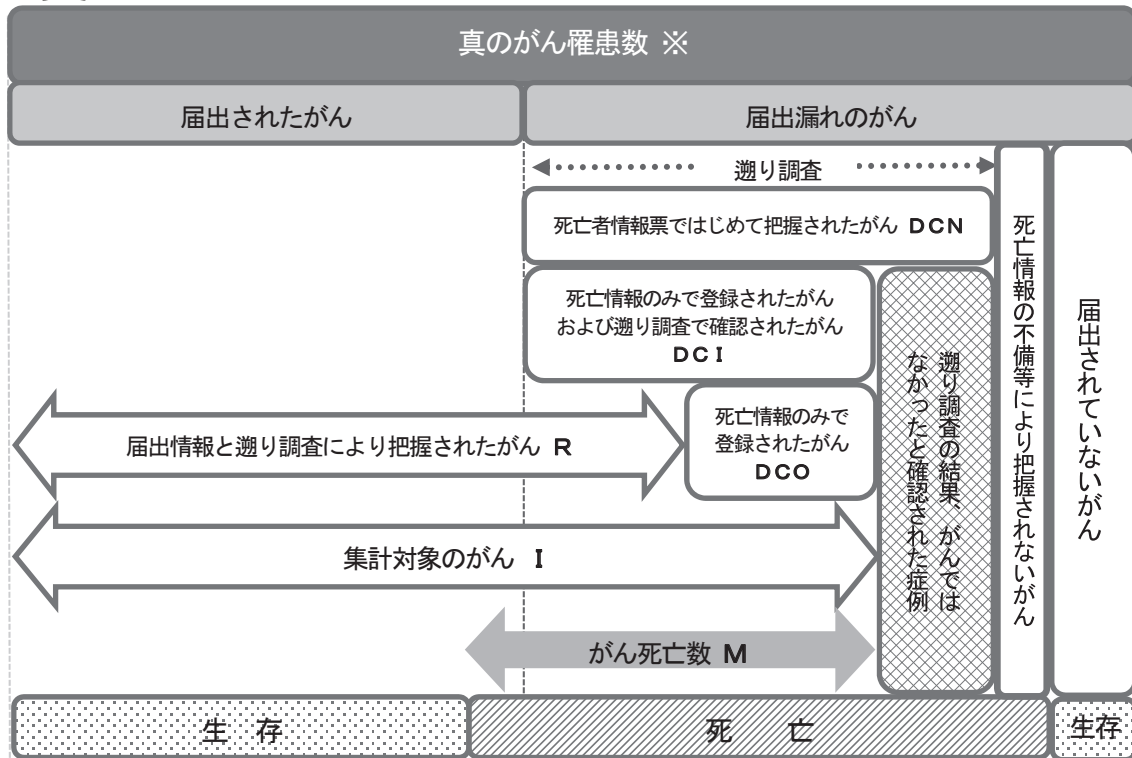 真のがん罹患数 ※
届出されたがん
届出漏れのがん
遡り調査
死亡者情報票ではじめて把握されたがん DCN
死亡情報のみで登録されたがん
および遡り調査で確認されたがん
DCI
死亡情報のみで
登録されたがん
DCO
遡り調査の結果、がんでは
なかったと確認された症例
死亡情報の不備等により把握されないがん
届出されていないがん
届出情報と遡り調査により把握されたがん R
集計対象のがん I
がん死亡数 M
生 存
死 亡
生存